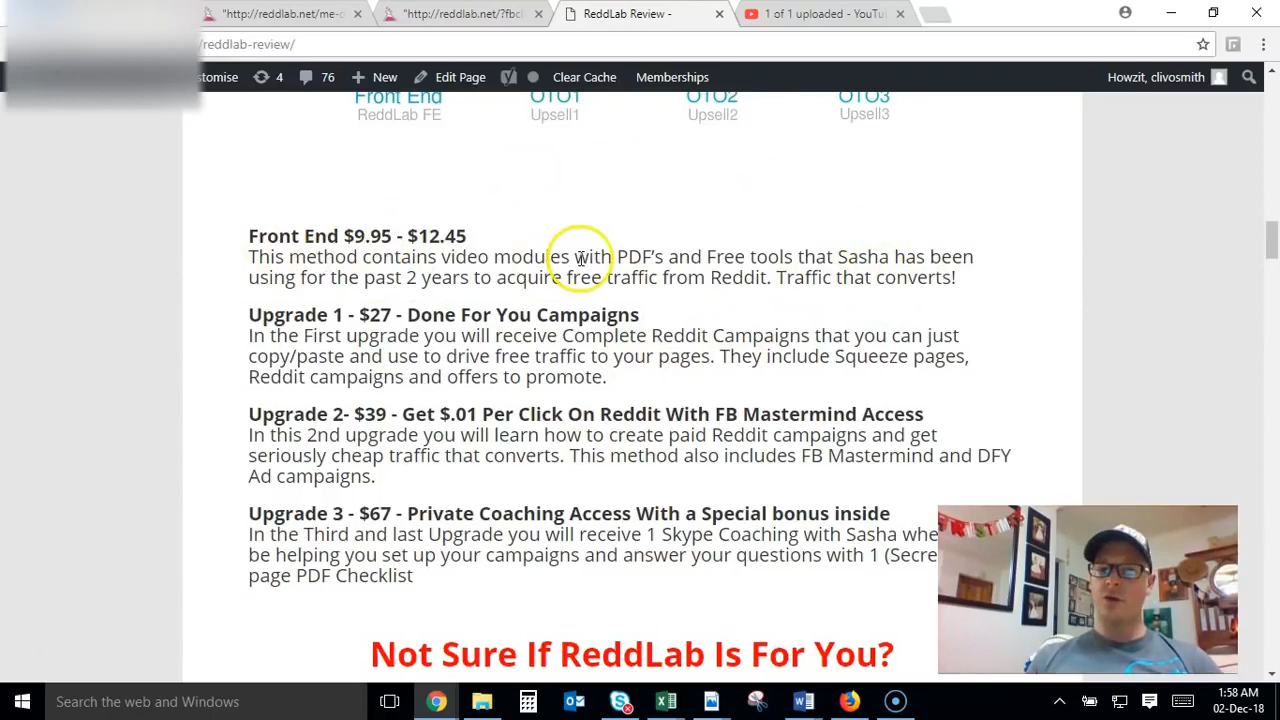 "http://reddlab.net/me-c
"http://reddlab.net/?fbcl
ReddLab Review -
1 of 1 uploaded - YouTu
/reddlab-review/
stomise
4
76
New
Edit Page
Clear Cache
Memberships
Howzit, clivosmith
Front End
OTO1
OTO2
OTO3
ReddLab FE
Upsell1
Upsell2
Upsell3
Front End $9.95 - $12.45
This method contains video modules with PDF's and Free tools that Sasha has been
using for the past 2 years to acquire free traffic from Reddit. Traffic that converts!
Upgrade 1 - $27 - Done For You Campaigns
In the First upgrade you will receive Complete Reddit Campaigns that you can just
copy/paste and use to drive free traffic to your pages. They include Squeeze pages,
Reddit campaigns and offers to promote.
Upgrade 2- $39 - Get $.01 Per Click On Reddit With FB Mastermind Access
In this 2nd upgrade you will learn how to create paid Reddit campaigns and get
seriously cheap traffic that converts. This method also includes FB Mastermind and DFY
Ad campaigns.
Upgrade 3 - $67 - Private Coaching Access With a Special bonus inside
In the Third and last Upgrade you will receive 1 Skype Coaching with Sasha whe
be helping you set up your campaigns and answer your questions with 1 (Secre
page PDF Checklist
Not Sure If ReddLab Is For You?
Search the web and Windows
1:58 AM
02-Dec-18